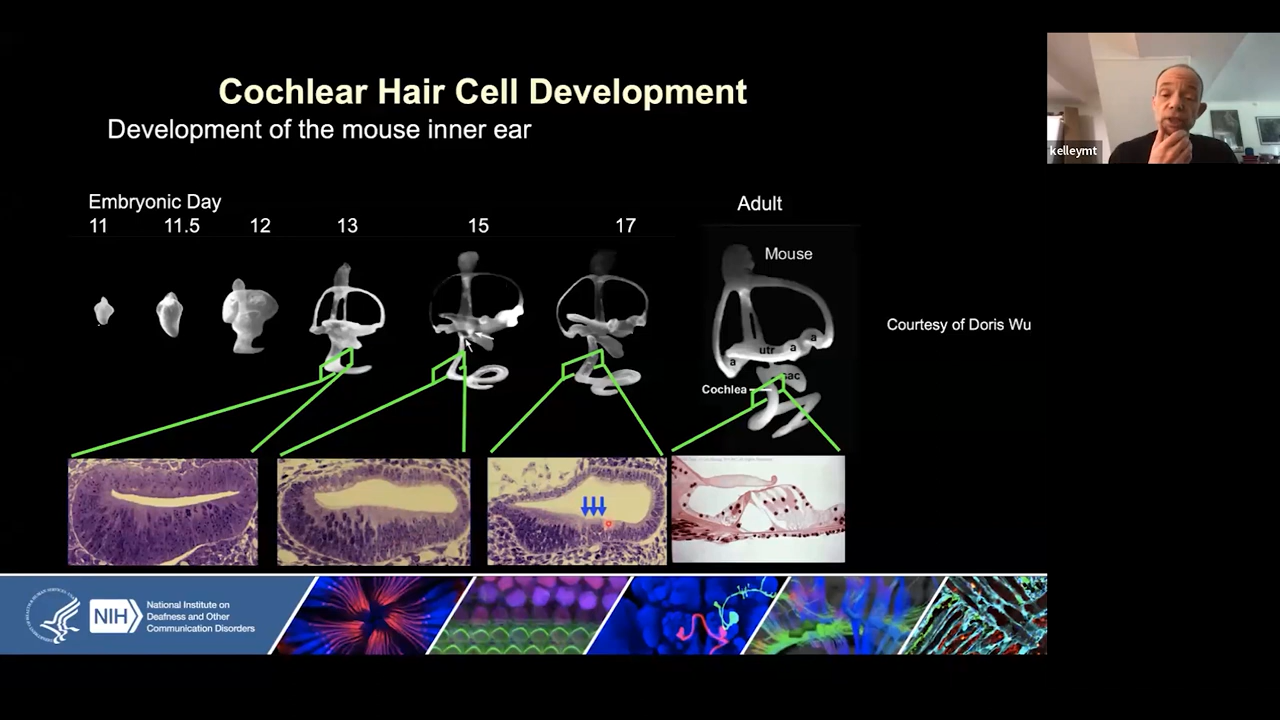 Cochlear Hair Cell Development
Development of the mouse inner ear
kelleymt
Embryonic Day
11 11.5 12 13 15 17
Adult
Mouse
utr
a
a
a
sac
Cochlea
Courtesy of Doris Wu
NIH
National Institute on
Deafness and Other
Communication Disorders